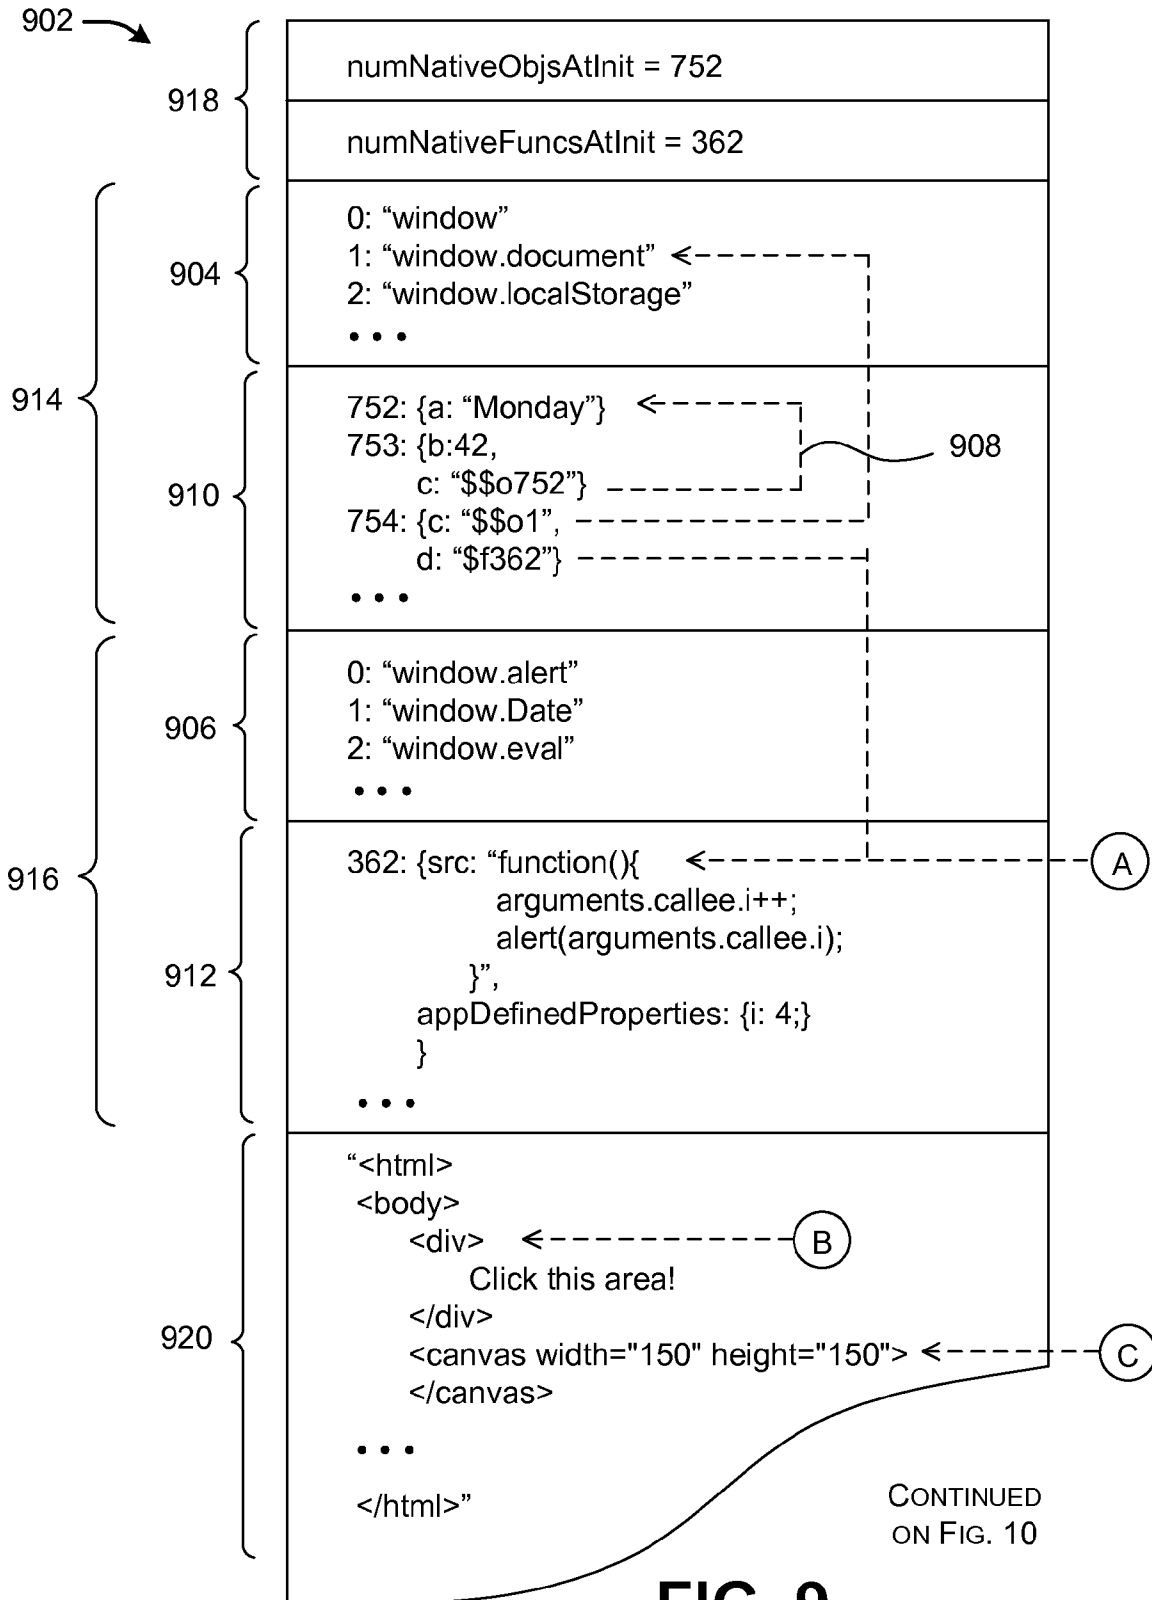 902
918
numNativeObjsAtInit = 752
numNativeFuncsAtInit = 362
914
904
0: “window”
1: “window.document”
2: “window.localStorage”
• • •
910
752: {a: “Monday”}
753: {b:42,
c: “$$o752”}
908
754: {c: “$$o1”,
d: “$f362”}
• • •
916
906
0: “window.alert”
1: “window.Date”
2: “window.eval”
• • •
912
362: {src: “function(){
A
arguments.callee.i++;
alert(arguments.callee.i);
}”,
appDefinedProperties: {i: 4;}
}
• • •
920
“<html>
<body>
<div>
B
Click this area!
</div>
<canvas width="150" height="150">
C
</canvas>
• • •
</html>”
CONTINUED
ON FIG. 10
FIG. 9